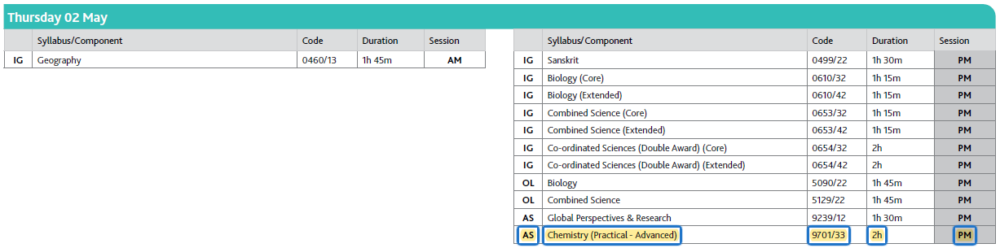 Thursday 02 May
Syllabus/Component Code Duration Session
IG Geography 0460/13 1h 45m AM
Syllabus/Component Code Duration Session
IG Sanskrit 0499/22 1h 30m PM
IG Biology (Core) 0610/32 1h 15m PM
IG Biology (Extended) 0610/42 1h 15m PM
IG Combined Science (Core) 0653/32 1h 15m PM
IG Combined Science (Extended) 0653/42 1h 15m PM
IG Co-ordinated Sciences (Double Award) (Core) 0654/32 2h PM
IG Co-ordinated Sciences (Double Award) (Extended) 0654/42 2h PM
OL Biology 5090/22 1h 45m PM
OL Combined Science 5129/22 1h 45m PM
AS Global Perspectives & Research 9239/12 1h 30m PM
AS Chemistry (Practical - Advanced) 9701/33 2h PM